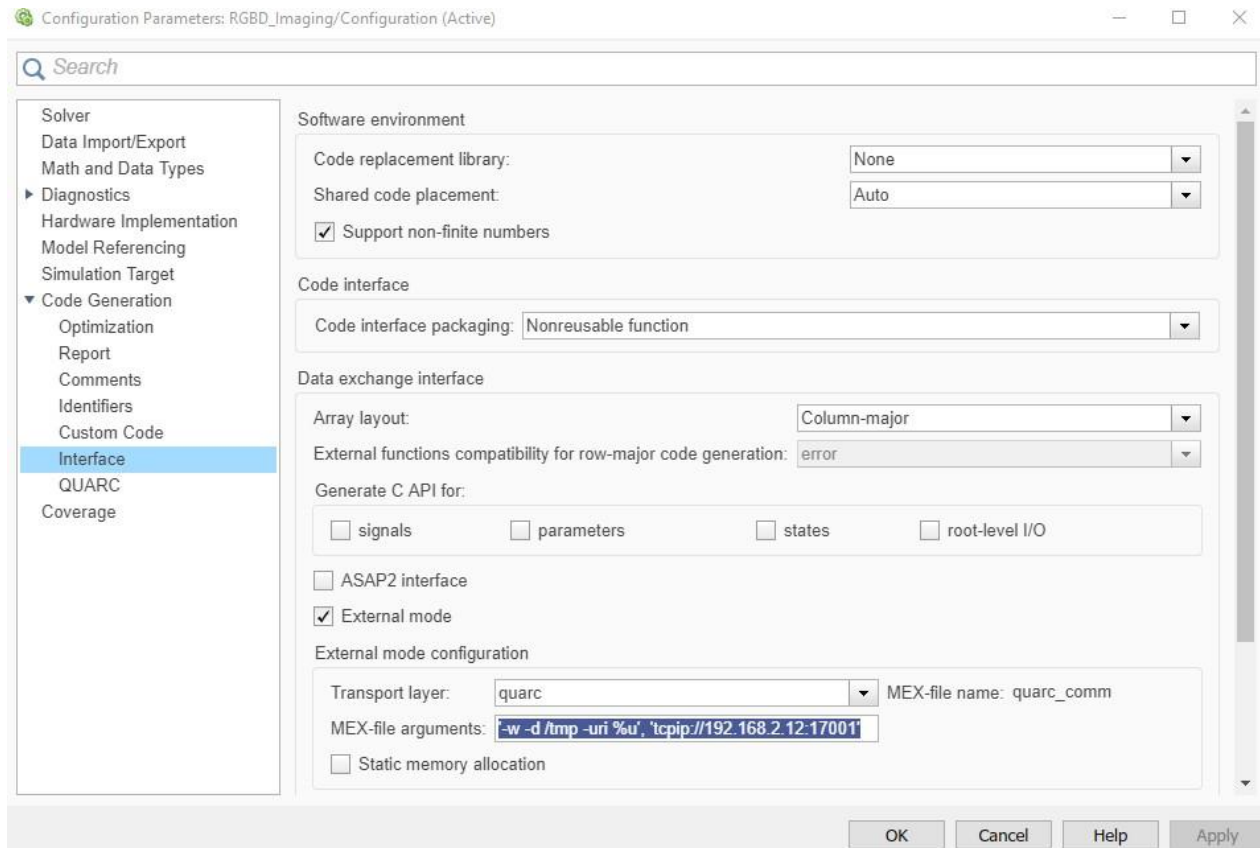 Configuration Parameters: RGBD_Imaging/Configuration (Active)
Search
Solver
Data Import/Export
Math and Data Types
Diagnostics
Hardware Implementation
Model Referencing
Simulation Target
Code Generation
Optimization
Report
Comments
Identifiers
Custom Code
Interface
QUARC
Coverage
Software environment
Code replacement library: None
Shared code placement: Auto
Support non-finite numbers
Code interface
Code interface packaging: Nonreusable function
Data exchange interface
Array layout: Column-major
External functions compatibility for row-major code generation: error
Generate C API for:
signals parameters states root-level I/O
ASAP2 interface
External mode
External mode configuration
Transport layer: quarc MEX-file name: quarc_comm
MEX-file arguments: '-w -d /tmp -uri %u', 'tcpip://192.168.2.12:17001'
Static memory allocation
OK Cancel Help Apply